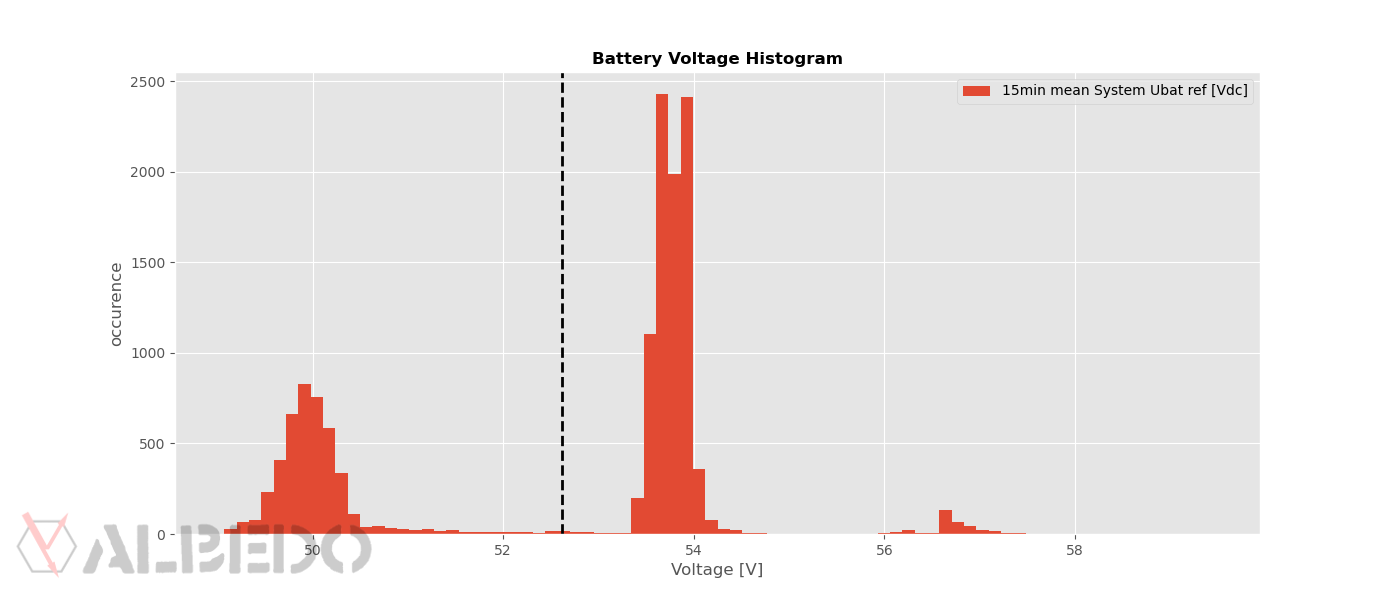 Battery Voltage Histogram
15min mean System Ubat ref [Vdc]
2500
2000
1500
1000
500
0
occurence
50
52
54
56
58
Voltage [V]
ALBEDO